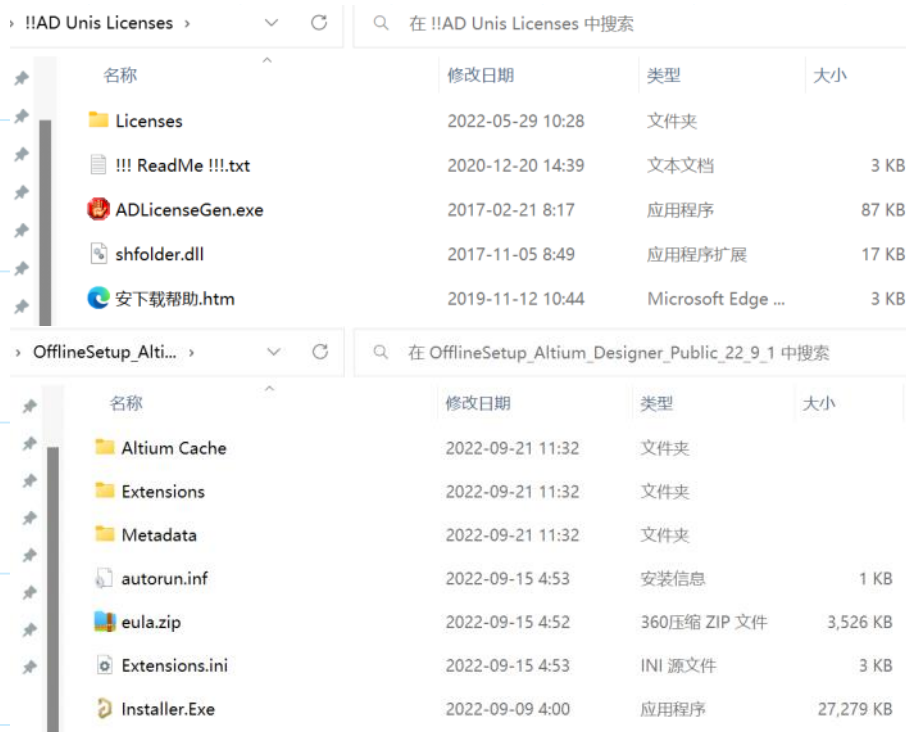 !!AD Unis Licenses
在 !!AD Unis Licenses 中搜索
名称 修改日期 类型 大小
Licenses 2022-05-29 10:28 文件夹
!!! ReadMe !!!.txt 2020-12-20 14:39 文本文档 3 KB
ADLicenseGen.exe 2017-02-21 8:17 应用程序 87 KB
shfolder.dll 2017-11-05 8:49 应用程序扩展 17 KB
安下载帮助.htm 2019-11-12 10:44 Microsoft Edge ... 3 KB
OfflineSetup_Alti...
在 OfflineSetup_Altium_Designer_Public_22_9_1 中搜索
名称 修改日期 类型 大小
Altium Cache 2022-09-21 11:32 文件夹
Extensions 2022-09-21 11:32 文件夹
Metadata 2022-09-21 11:32 文件夹
autorun.inf 2022-09-15 4:53 安装信息 1 KB
eula.zip 2022-09-15 4:52 360压缩 ZIP 文件 3,526 KB
Extensions.ini 2022-09-15 4:53 INI 源文件 3 KB
Installer.Exe 2022-09-09 4:00 应用程序 27,279 KB